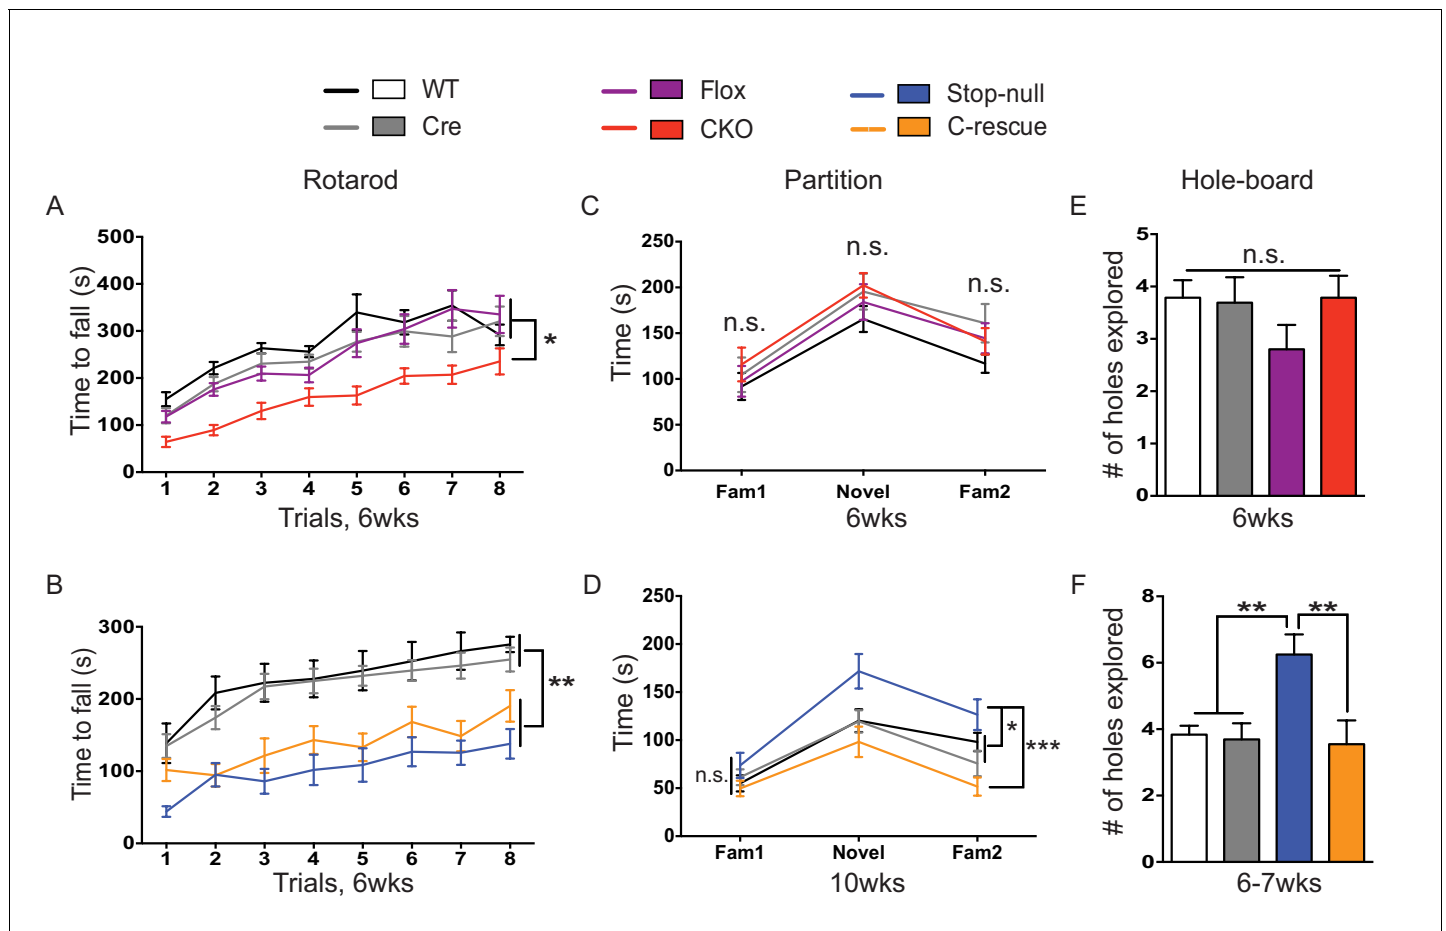 WT
Flox
Stop-null
Cre
CKO
C-rescue
Rotarod
Partition
Hole-board
A
500
400
300
200
100
0
Time to fall (s)
*
1 2 3 4 5 6 7 8
Trials, 6wks
C
250
200
150
100
50
0
Time (s)
n.s.
n.s.
n.s.
Fam1 Novel Fam2
6wks
E
5
4
3
2
1
0
# of holes explored
n.s.
6wks
B
300
200
100
0
Time to fall (s)
**
1 2 3 4 5 6 7 8
Trials, 6wks
D
250
200
150
100
50
0
Time (s)
n.s.
*
***
Fam1 Novel Fam2
10wks
F
8
6
4
2
0
# of holes explored
** **
6-7wks